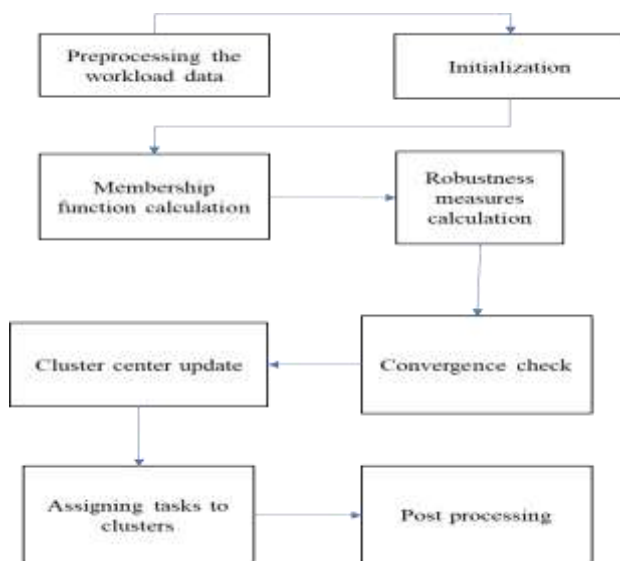 Preprocessing the
workload data
Initialization
Membership
function calculation
Robustness
measures
calculation
Cluster center update
Convergence check
Assigning tasks to
clusters
Post processing